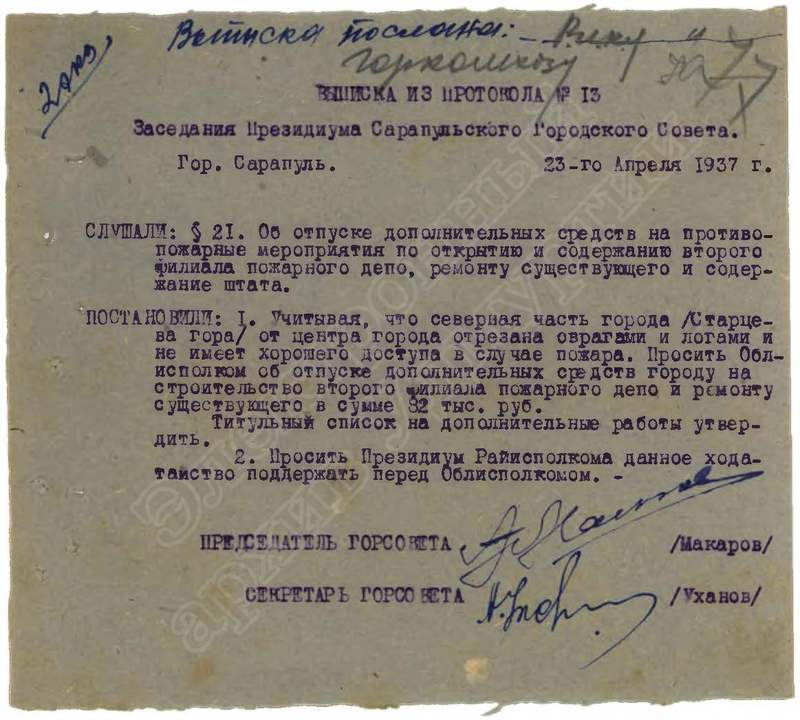 2 экз
Выписка послана: Рику "
Горкомхозу
ВЫПИСКА ИЗ ПРОТОКОЛА № 13
Заседания Президиума Сарапульского Городского Совета.
Гор. Сарапуль. 23-го Апреля 1937 г.
СЛУШАЛИ: § 21. Об отпуске дополнительных средств на противо-
пожарные мероприятия по открытию и содержанию второго
филиала пожарного депо, ремонту существующего и содер-
жание штата.
ПОСТАНОВИЛИ: 1. Учитывая, что северная часть города /Старце-
ва гора/ от центра города отрезана оврагами и логами и
не имеет хорошего доступа в случае пожара. Просить Обл-
исполком об отпуске дополнительных средств городу на
строительство второго филиала пожарного депо и ремонту
существующего в сумме 82 тыс. руб.
Титульный список на дополнительные работы утвер-
дить.
2. Просить Президиум Райисполкома данное хода-
тайство поддержать перед Облисполкомом. -
ПРЕДСЕДАТЕЛЬ ГОРСОВЕТА /Макаров/
СЕКРЕТАРЬ ГОРСОВЕТА /Уханов/